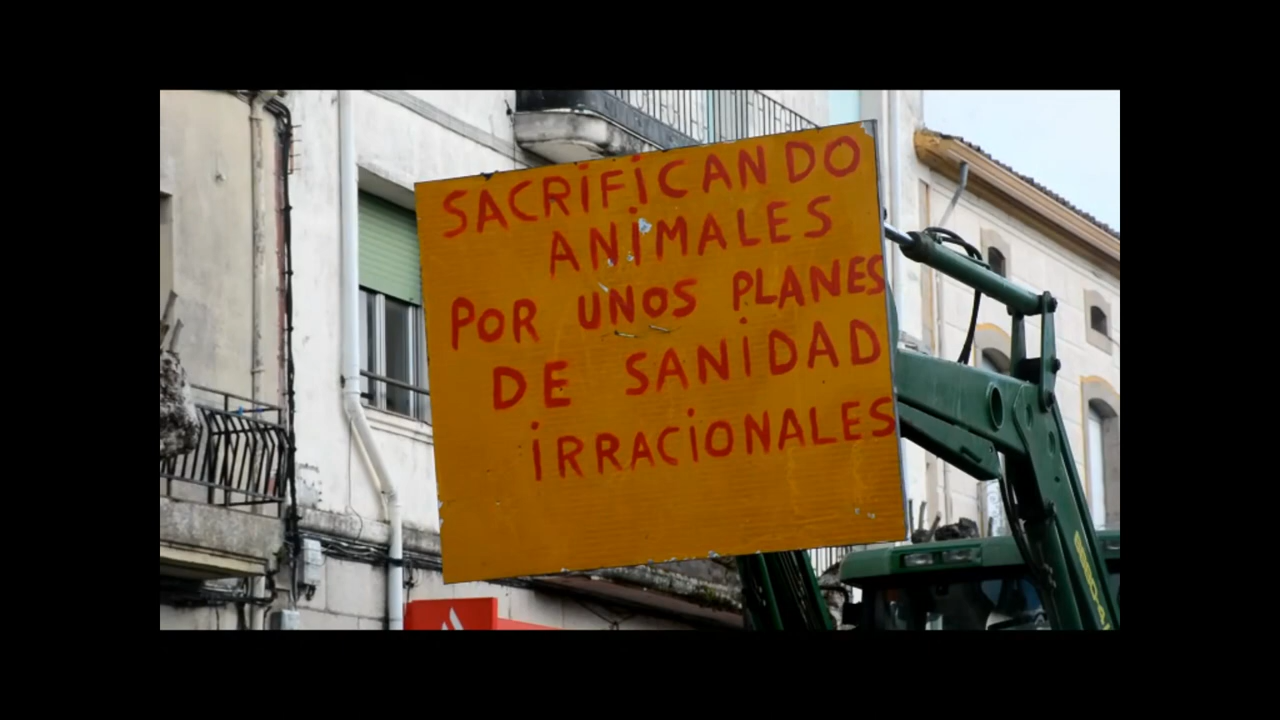 SACRIFICANDO
ANIMALES
POR UNOS PLANES
DE SANIDAD
IRRACIONALES